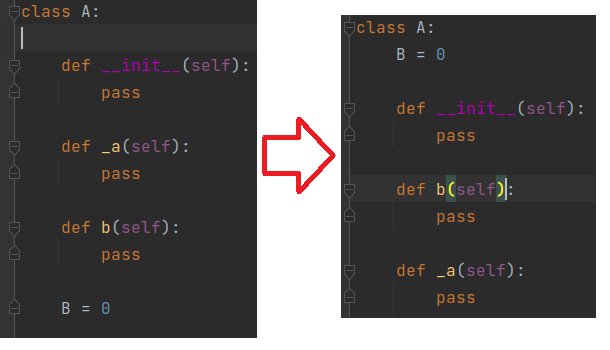 class A:
def __init__(self):
pass
def _a(self):
pass
def b(self):
pass
B = 0
class A:
B = 0
def __init__(self):
pass
def b(self):
pass
def _a(self):
pass